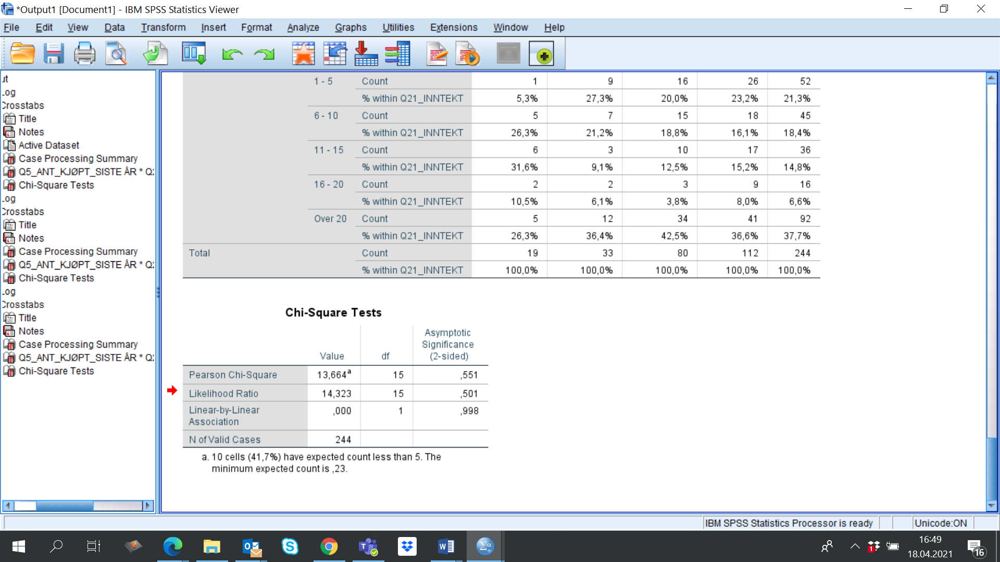 *Output1 [Document1] - IBM SPSS Statistics Viewer
File Edit View Data Transform Insert Format Analyze Graphs Utilities Extensions Window Help
ut
Log
Crosstabs
Title
Notes
Active Dataset
Case Processing Summary
Q5_ANT_KJØPT_SISTE ÅR * Q2
Chi-Square Tests
Log
Crosstabs
Title
Notes
Case Processing Summary
Q5_ANT_KJØPT_SISTE ÅR * Q2
Chi-Square Tests
Log
Crosstabs
Title
Notes
Case Processing Summary
Q5_ANT_KJØPT_SISTE ÅR * Q2
Chi-Square Tests
1 - 5 Count 1 9 16 26 52
% within Q21_INNTEKT 5,3% 27,3% 20,0% 23,2% 21,3%
6 - 10 Count 5 7 15 18 45
% within Q21_INNTEKT 26,3% 21,2% 18,8% 16,1% 18,4%
11 - 15 Count 6 3 10 17 36
% within Q21_INNTEKT 31,6% 9,1% 12,5% 15,2% 14,8%
16 - 20 Count 2 2 3 9 16
% within Q21_INNTEKT 10,5% 6,1% 3,8% 8,0% 6,6%
Over 20 Count 5 12 34 41 92
% within Q21_INNTEKT 26,3% 36,4% 42,5% 36,6% 37,7%
Total Count 19 33 80 112 244
% within Q21_INNTEKT 100,0% 100,0% 100,0% 100,0% 100,0%
Chi-Square Tests
Value df Asymptotic Significance (2-sided)
Pearson Chi-Square 13,664a 15 ,551
Likelihood Ratio 14,323 15 ,501
Linear-by-Linear Association ,000 1 ,998
N of Valid Cases 244
a. 10 cells (41,7%) have expected count less than 5. The
minimum expected count is ,23.
IBM SPSS Statistics Processor is ready Unicode:ON
16:49
18.04.2021
1
16